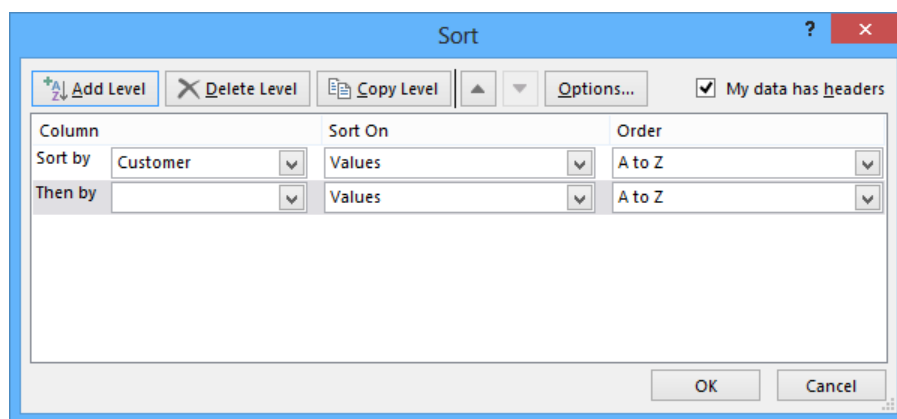 Sort
?
Add Level Delete Level Copy Level Options... My data has headers
Column Sort On Order
Sort by Customer Values A to Z
Then by Values A to Z
OK Cancel